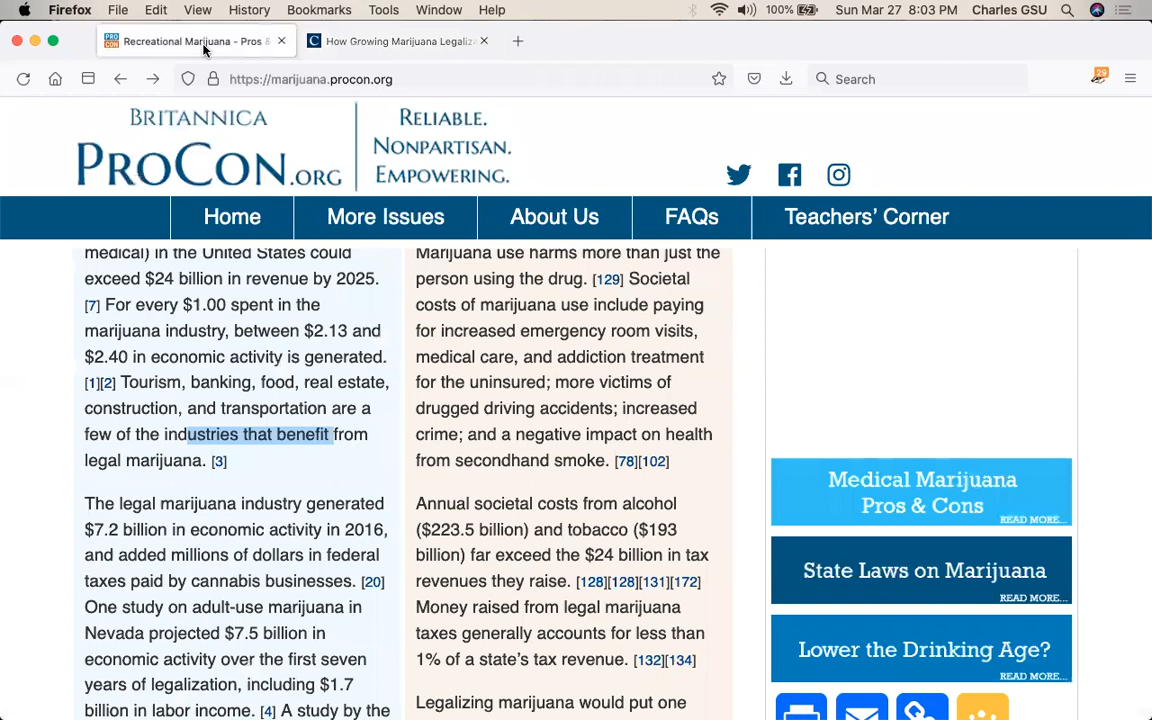 Firefox File Edit View History Bookmarks Tools Window Help 100% Sun Mar 27 8:03 PM Charles GSU
Recreational Marijuana - Pros &
How Growing Marijuana Legaliz
https://marijuana.procon.org
Search
29
BRITANNICA
PROCON.ORG
RELIABLE.
NONPARTISAN.
EMPOWERING.
Home More Issues About Us FAQs Teachers' Corner
medical) in the United States could
exceed $24 billion in revenue by 2025.
[7] For every $1.00 spent in the
marijuana industry, between $2.13 and
$2.40 in economic activity is generated.
[1][2] Tourism, banking, food, real estate,
construction, and transportation are a
few of the industries that benefit from
legal marijuana. [3]
The legal marijuana industry generated
$7.2 billion in economic activity in 2016,
and added millions of dollars in federal
taxes paid by cannabis businesses. [20]
One study on adult-use marijuana in
Nevada projected $7.5 billion in
economic activity over the first seven
years of legalization, including $1.7
billion in labor income. [4] A study by the
Marijuana use harms more than just the
person using the drug. [129] Societal
costs of marijuana use include paying
for increased emergency room visits,
medical care, and addiction treatment
for the uninsured; more victims of
drugged driving accidents; increased
crime; and a negative impact on health
from secondhand smoke. [78][102]
Annual societal costs from alcohol
($223.5 billion) and tobacco ($193
billion) far exceed the $24 billion in tax
revenues they raise. [128][128][131][172]
Money raised from legal marijuana
taxes generally accounts for less than
1% of a state's tax revenue. [132][134]
Legalizing marijuana would put one
Medical Marijuana
Pros & Cons
READ MORE...
State Laws on Marijuana
READ MORE...
Lower the Drinking Age?
READ MORE...